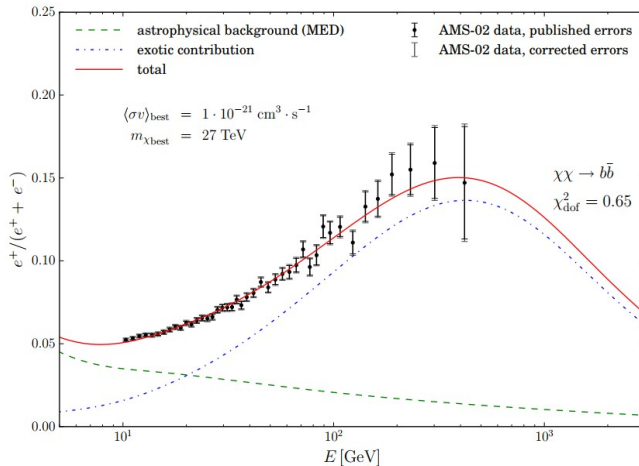 0.25
0.20
0.15
0.10
0.05
0.00
e⁺/(e⁺ + e⁻)
astrophysical background (MED)
exotic contribution
total
AMS-02 data, published errors
AMS-02 data, corrected errors
⟨σv⟩best = 1 · 10⁻²¹ cm³ · s⁻¹
mχbest = 27 TeV
χχ → bb̄
χ²dof = 0.65
10¹ 10² 10³
E [GeV]